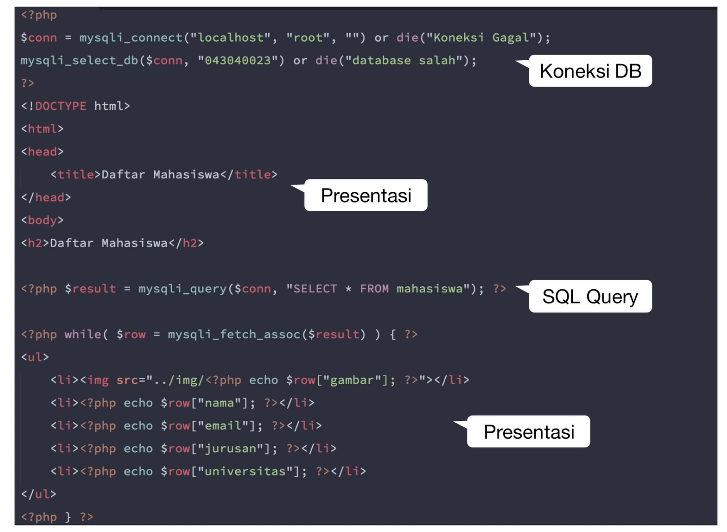 <?php
$conn = mysqli_connect("localhost", "root", "") or die("Koneksi Gagal");
mysqli_select_db($conn, "043040023") or die("database salah");
Koneksi DB
?>
<!DOCTYPE html>
<html>
<head>
<title>Daftar Mahasiswa</title>
Presentasi
</head>
<body>
<h2>Daftar Mahasiswa</h2>
<?php $result = mysqli_query($conn, "SELECT * FROM mahasiswa"); ?>
SQL Query
<?php while( $row = mysqli_fetch_assoc($result) ) { ?>
<ul>
<li><img src="../img/<?php echo $row["gambar"]; ?>"></li>
<li><?php echo $row["nama"]; ?></li>
<li><?php echo $row["email"]; ?></li>
<li><?php echo $row["jurusan"]; ?></li>
<li><?php echo $row["universitas"]; ?></li>
Presentasi
</ul>
<?php } ?>